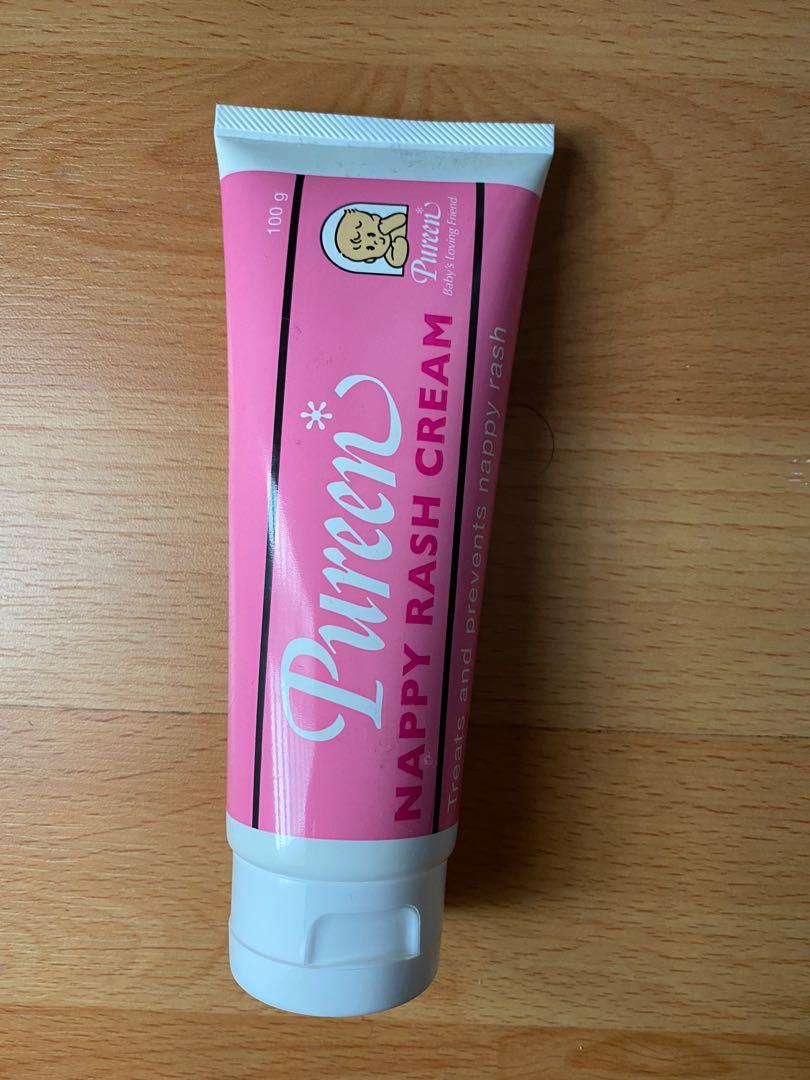 100 g
Pureen
Baby's Loving Friend
Pureen
NAPPY RASH CREAM
Treats and prevents nappy rash